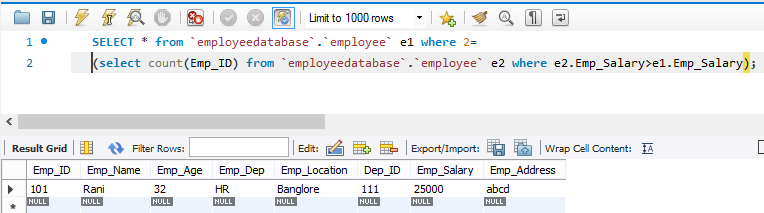 Limit to 1000 rows
1 SELECT * from `employeedatabase`.`employee` e1 where 2=
2 (select count(Emp_ID) from `employeedatabase`.`employee` e2 where e2.Emp_Salary>e1.Emp_Salary);
Result Grid Filter Rows: Edit: Export/Import: Wrap Cell Content: IA
Emp_ID Emp_Name Emp_Age Emp_Dep Emp_Location Dep_ID Emp_Salary Emp_Address
101 Rani 32 HR Banglore 111 25000 abcd
* NULL NULL NULL NULL NULL NULL NULL NULL